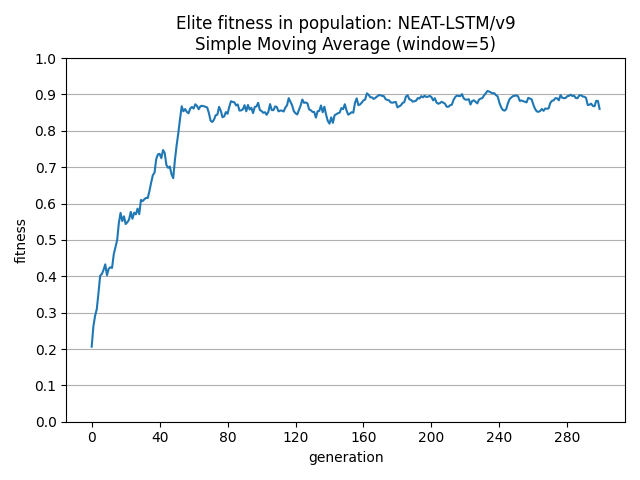 Elite fitness in population: NEAT-LSTM/v9
Simple Moving Average (window=5)
1.0
0.9
0.8
0.7
0.6
0.5
0.4
0.3
0.2
0.1
0.0
fitness
0 40 80 120 160 200 240 280
generation